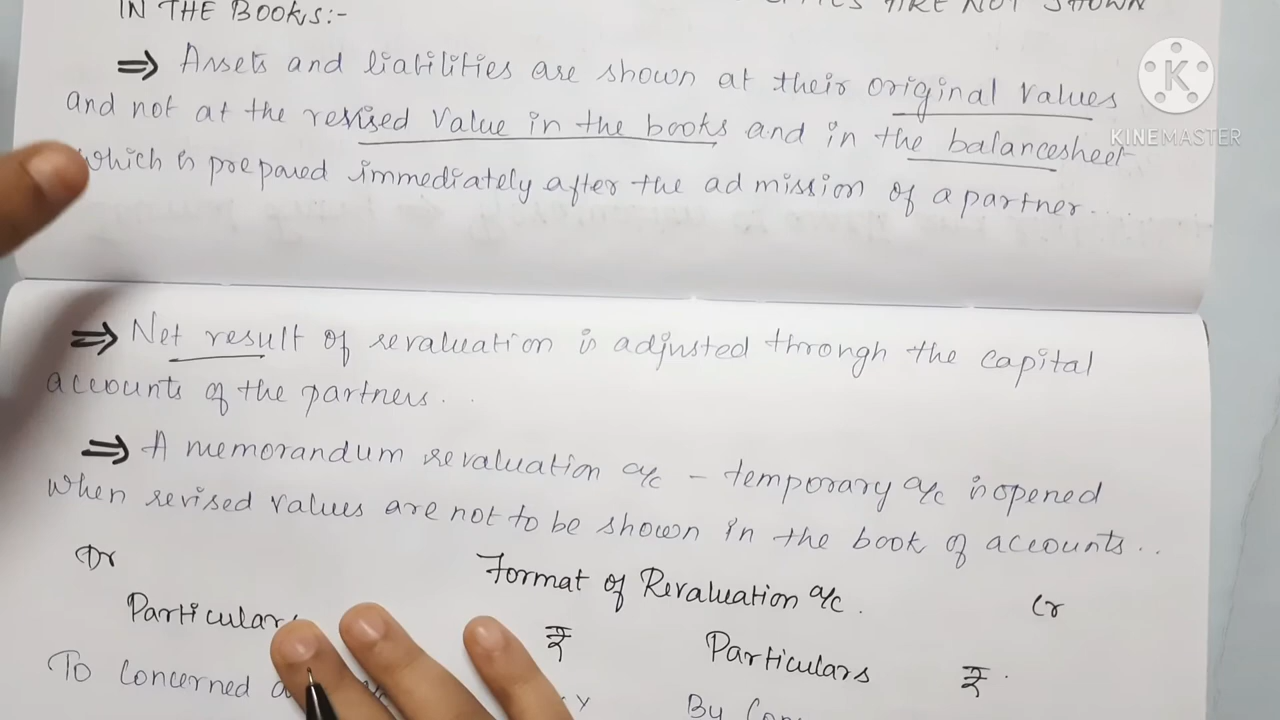 ARE NOT SHOWN
IN THE BOOKS:-
⇒ Assets and liabilities are shown at their original values
and not at the revised value in the books and in the balancesheet
which is prepared immediately after the admission of a partner....
⇒ Net result of revaluation is adjusted through the capital
accounts of the partners...
⇒ A memorandum revaluation a/c - temporary a/c is opened
when revised values are not to be shown in the book of accounts..
Format of Revaluation a/c.
Dr Cr
Particulars ₹ Particulars ₹
To Concerned By
K
KINEMASTER